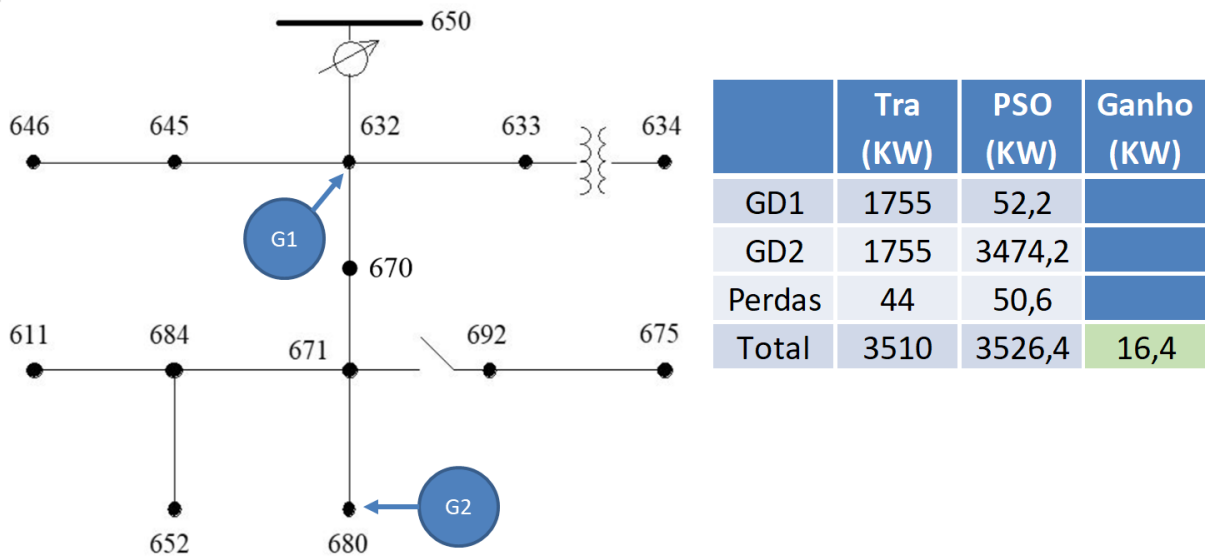 650
646 645 632 633 634
G1
670
611 684 671 692 675
G2
652 680
Tra (KW) PSO (KW) Ganho (KW)
GD1 1755 52,2
GD2 1755 3474,2
Perdas 44 50,6
Total 3510 3526,4 16,4